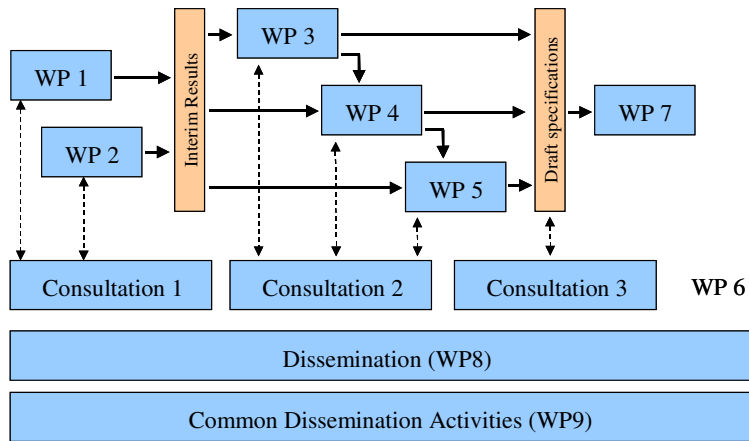 WP 1
WP 2
Interim Results
WP 3
WP 4
WP 5
Draft specifications
WP 7
Consultation 1
Consultation 2
Consultation 3
WP 6
Dissemination (WP8)
Common Dissemination Activities (WP9)